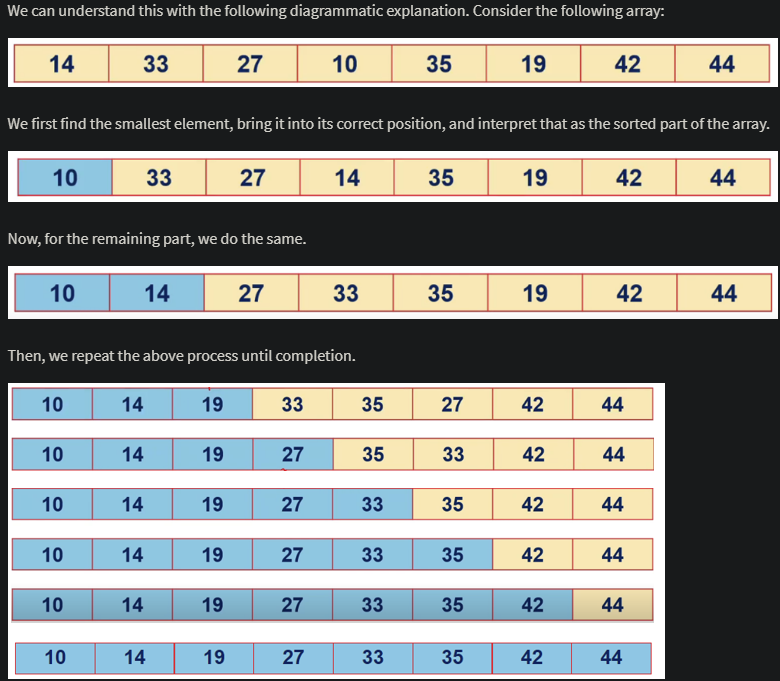 We can understand this with the following diagrammatic explanation. Consider the following array:
14 33 27 10 35 19 42 44
We first find the smallest element, bring it into its correct position, and interpret that as the sorted part of the array.
10 33 27 14 35 19 42 44
Now, for the remaining part, we do the same.
10 14 27 33 35 19 42 44
Then, we repeat the above process until completion.
10 14 19 33 35 27 42 44
10 14 19 27 35 33 42 44
10 14 19 27 33 35 42 44
10 14 19 27 33 35 42 44
10 14 19 27 33 35 42 44
10 14 19 27 33 35 42 44